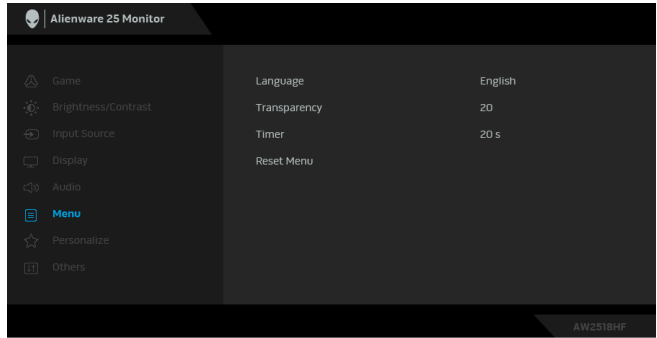 Alienware 25 Monitor
Game
Language English
Brightness/Contrast
Transparency 20
Input Source
Timer 20 s
Display
Reset Menu
Audio
Menu
Personalize
Others
AW2518HF